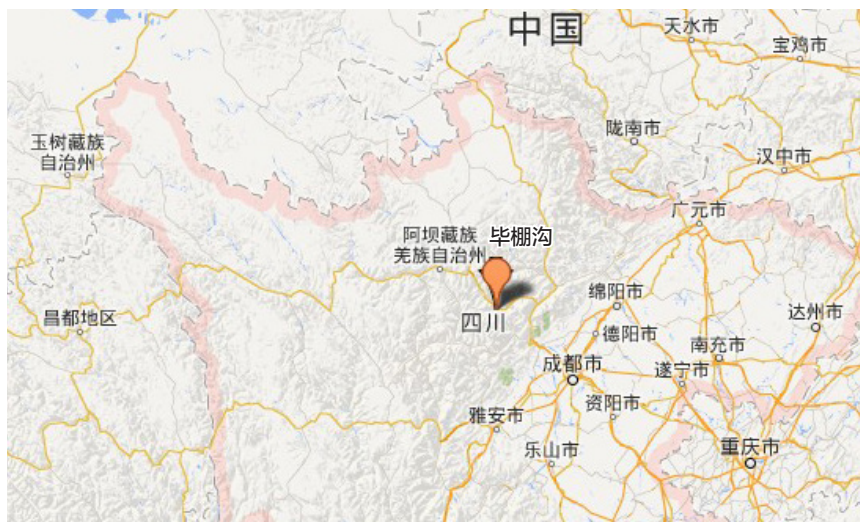 中国
天水市
宝鸡市
陇南市
玉树藏族
自治州
汉中市
广元市
阿坝藏族
羌族自治州
毕棚沟
绵阳市
达州市
昌都地区
四川
德阳市
南充市
成都市
遂宁市
资阳市
雅安市
乐山市
重庆市